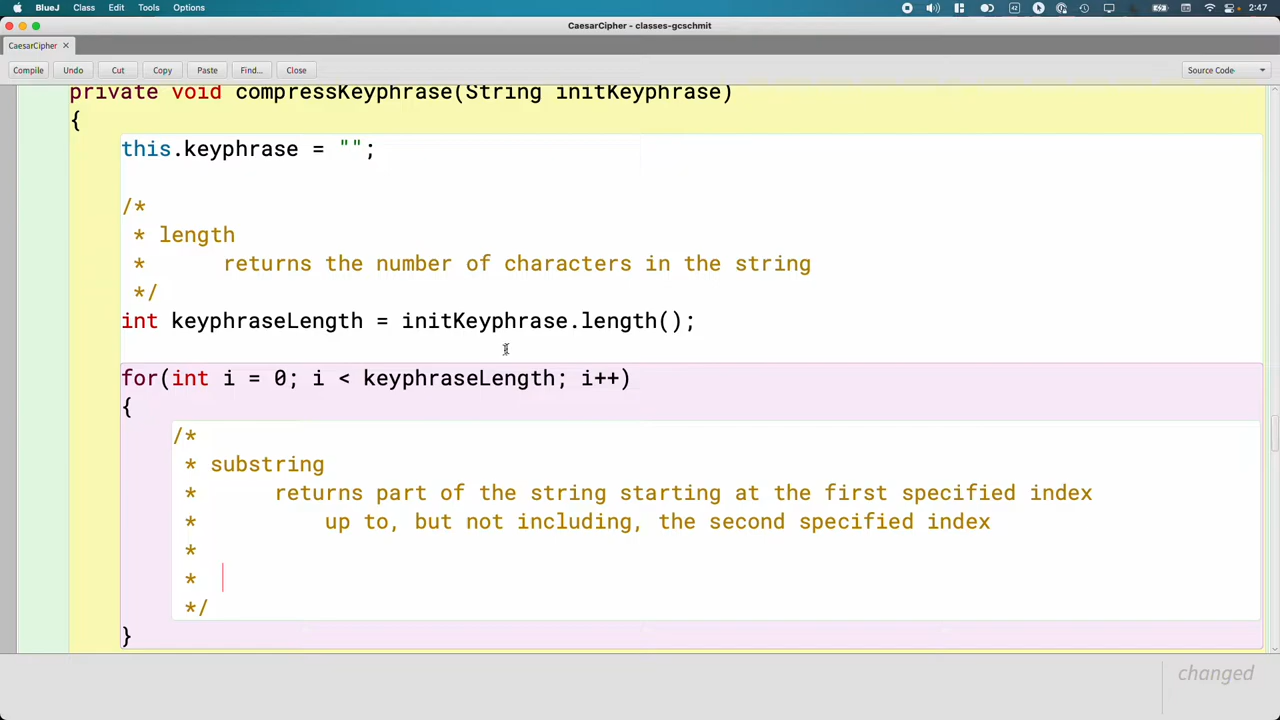 BlueJ Class Edit Tools Options 2:47
CaesarCipher - classes-gcschmit
CaesarCipher ×
Compile Undo Cut Copy Paste Find... Close Source Code
private void compressKeyphrase(String initKeyphrase)
{
this.keyphrase = "";
/*
* length
* returns the number of characters in the string
*/
int keyphraseLength = initKeyphrase.length();
for(int i = 0; i < keyphraseLength; i++)
{
/*
* substring
* returns part of the string starting at the first specified index
* up to, but not including, the second specified index
*
*
*/
}
changed